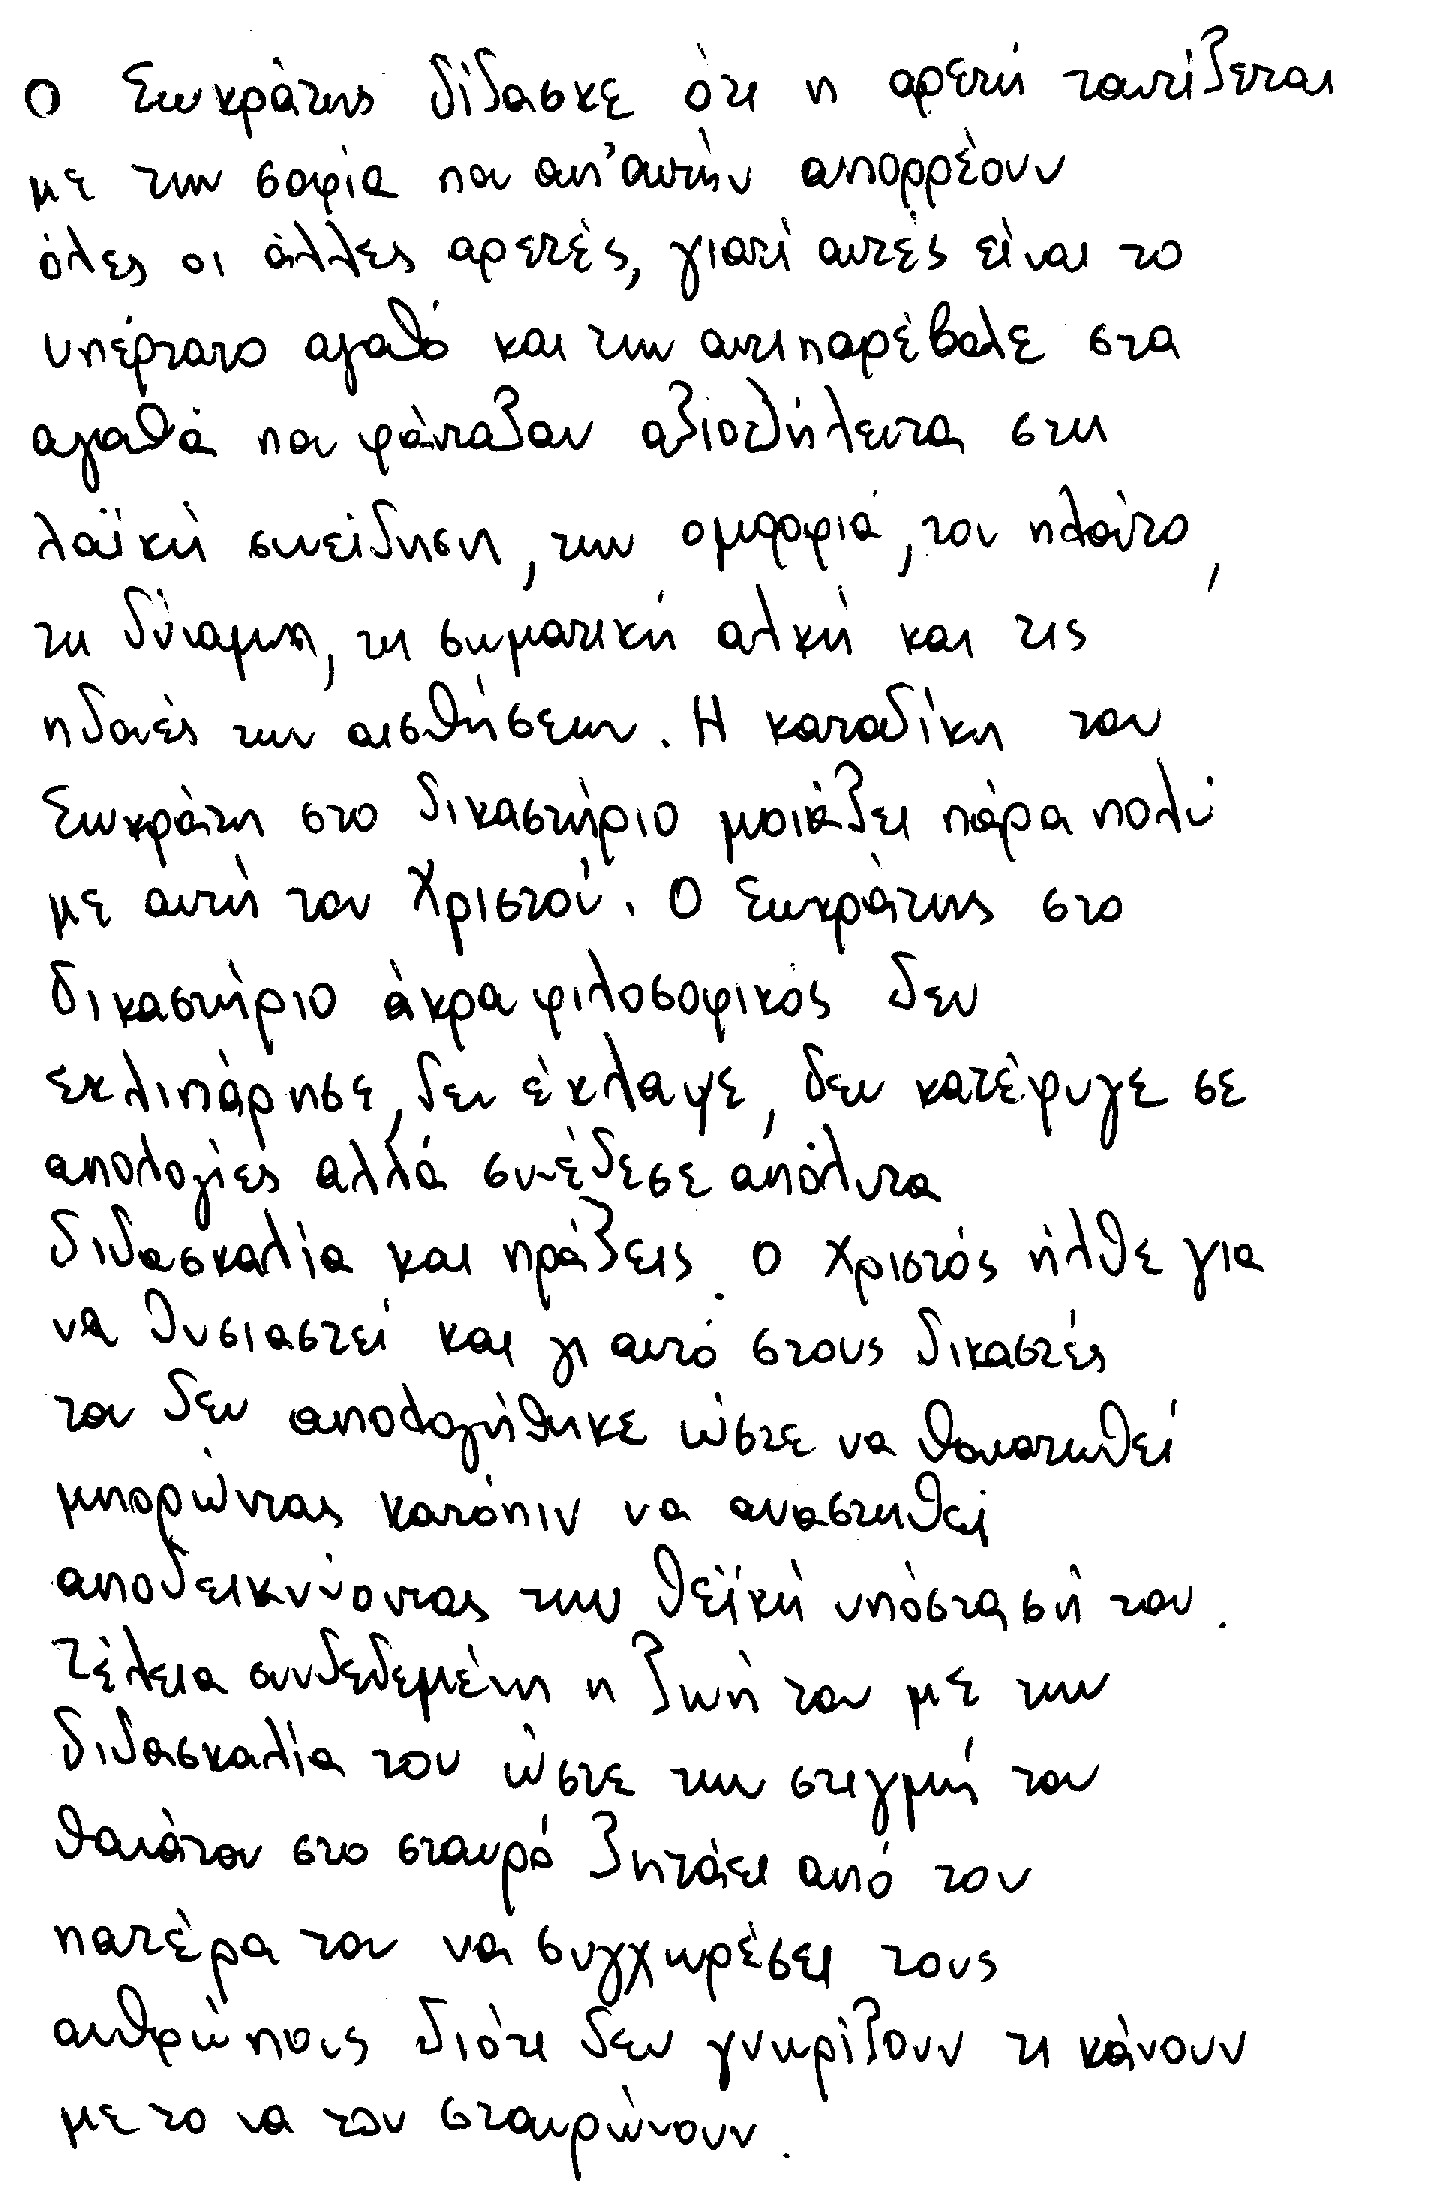 Ο Σωκράτης δίδασκε ότι η αρετή ταυτίζεται
με την σοφία που απ' αυτήν απορρέουν
όλες οι άλλες αρετές, γιατί αυτές είναι το
υπέρτατο αγαθό και την αντιπαρέβαλε στα
αγαθά που φάνταζαν αξιοζήλευτα στη
λαϊκή συνείδηση, την ομορφιά, τον πλούτο,
τη δύναμη, τη σωματική αλκή και τις
ηδονές των αισθήσεων. Η καταδίκη του
Σωκράτη στο δικαστήριο μοιάζει πάρα πολύ
με αυτή του Χριστού. Ο Σωκράτης στο
δικαστήριο άκρα φιλοσοφικός δεν
εκλιπάρησε, δεν έκλαψε, δεν κατέφυγε σε
απολογίες αλλά συνέδεσε απόλυτα
διδασκαλία και πράξεις. Ο Χριστός ήλθε για
να θυσιαστεί και γι αυτό στους δικαστές
του δεν απολογήθηκε ώστε να θανατωθεί
μπορώντας κατόπιν να αναστηθεί
αποδεικνύοντας την θεϊκή υπόστασή του.
Τέλεια συνδεδεμένη η ζωή του με την
διδασκαλία του ώστε την στιγμή του
θανάτου στο σταυρό ζητάει από τον
πατέρα του να συγχωρέσει τους
ανθρώπους διότι δεν γνωρίζουν τι κάνουν
με το να τον σταυρώνουν.